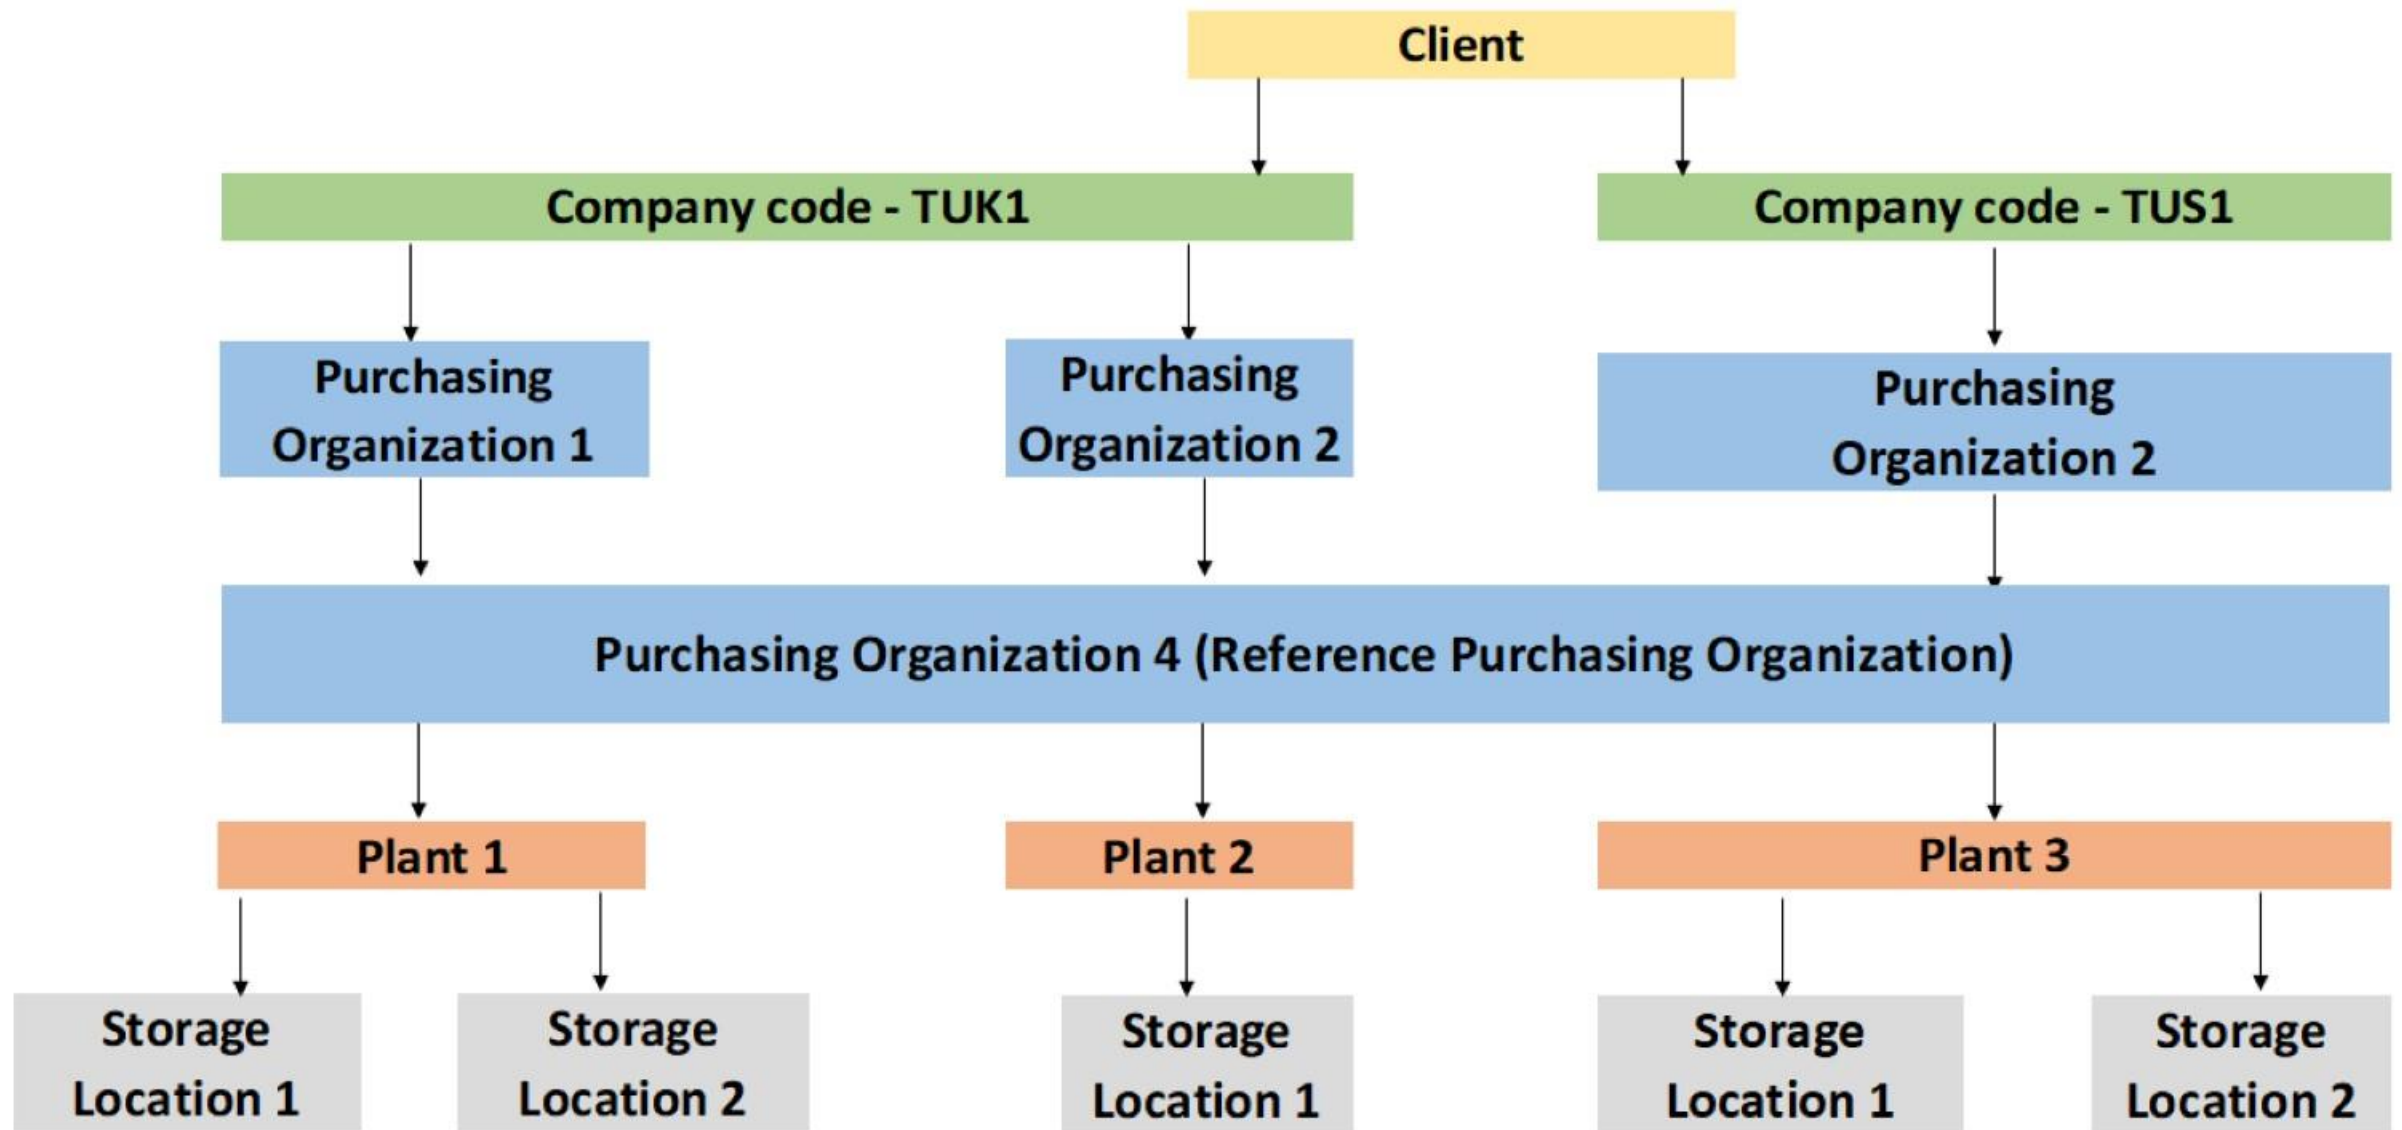 Client
Company code - TUK1
Company code - TUS1
Purchasing
Organization 1
Purchasing
Organization 2
Purchasing
Organization 2
Purchasing Organization 4 (Reference Purchasing Organization)
Plant 1
Plant 2
Plant 3
Storage
Location 1
Storage
Location 2
Storage
Location 1
Storage
Location 1
Storage
Location 2